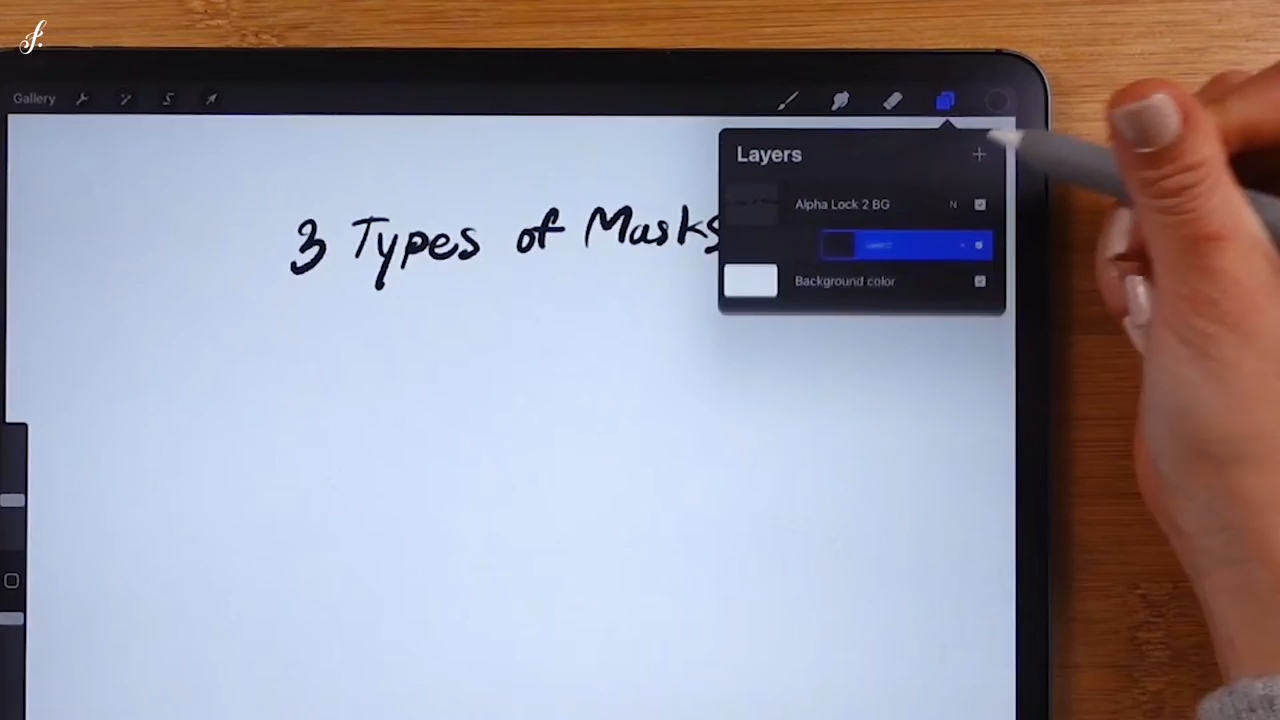 Gallery
Layers
Alpha Lock 2 BG N
Background color
3 Types of Masks